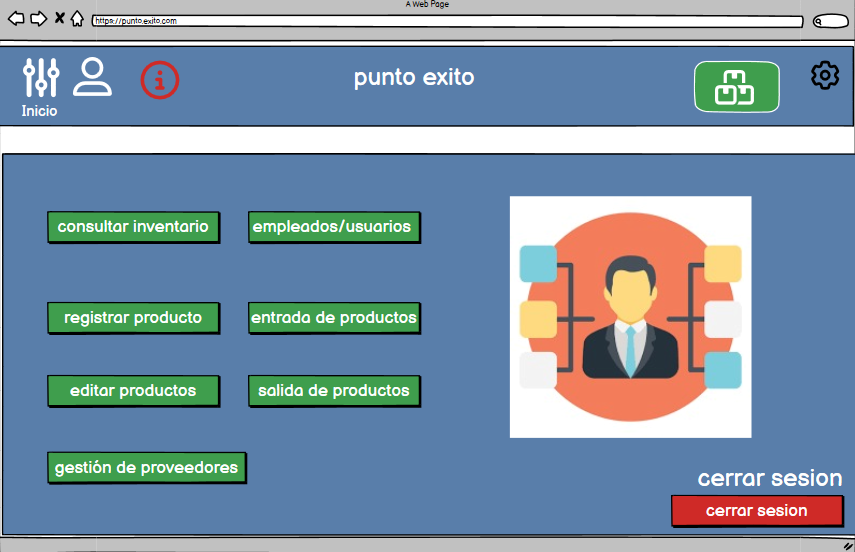 A Web Page
https://punto.exito.com
Inicio
punto exito
consultar inventario
empleados/usuarios
registrar producto
entrada de productos
editar productos
salida de productos
gestión de proveedores
cerrar sesion
cerrar sesion